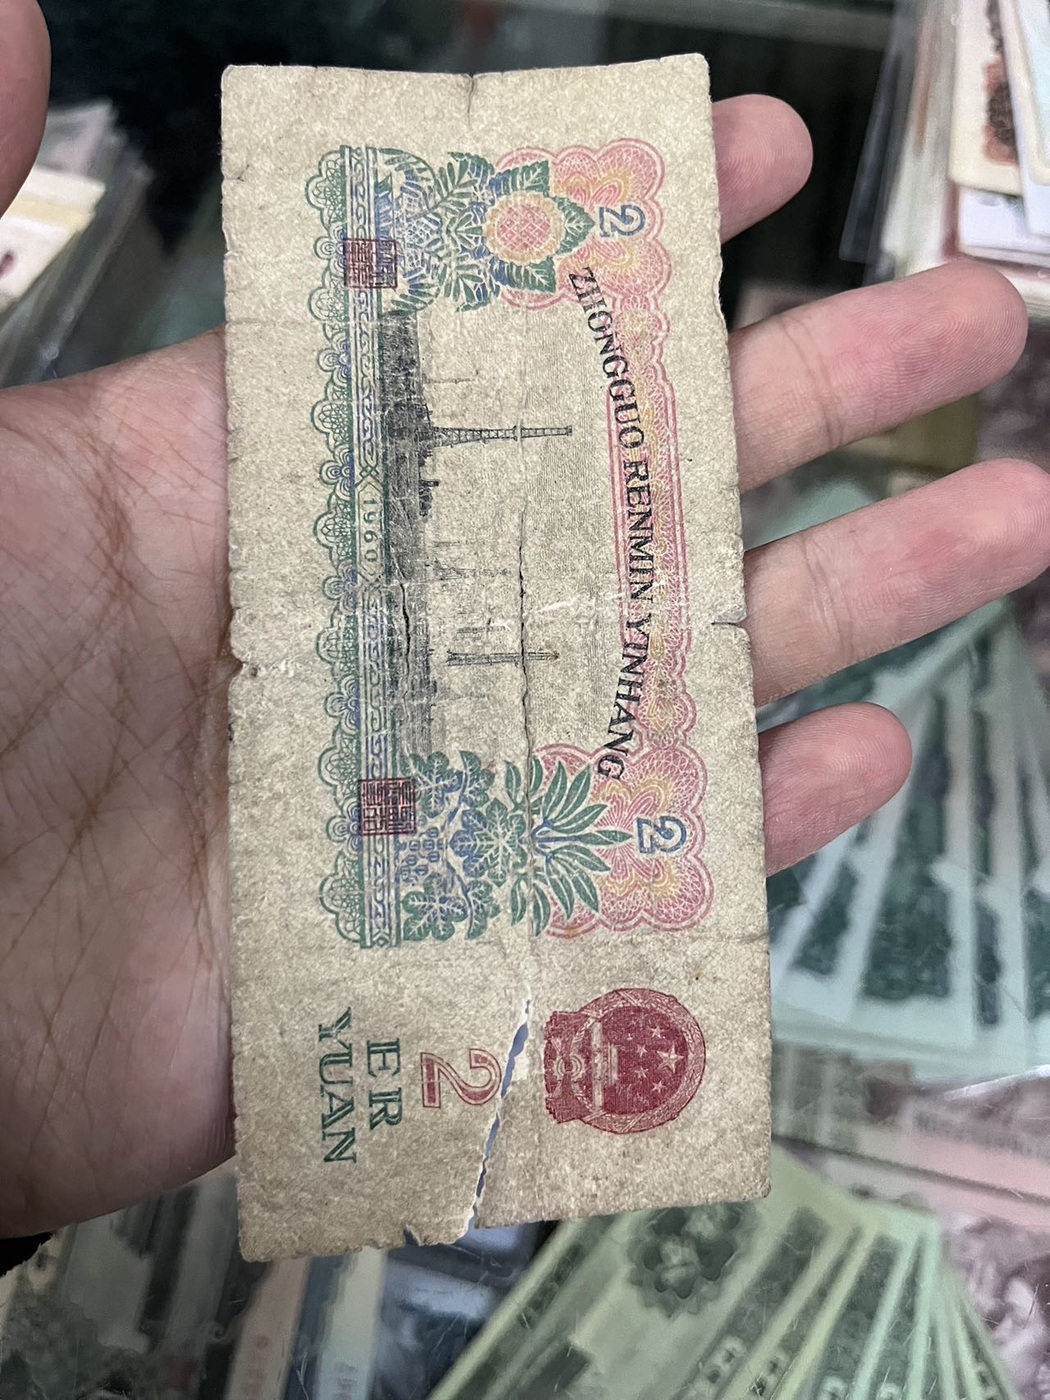 ZHONGGUO RENMIN YINHANG
2
2
1960
2
ER
YUAN